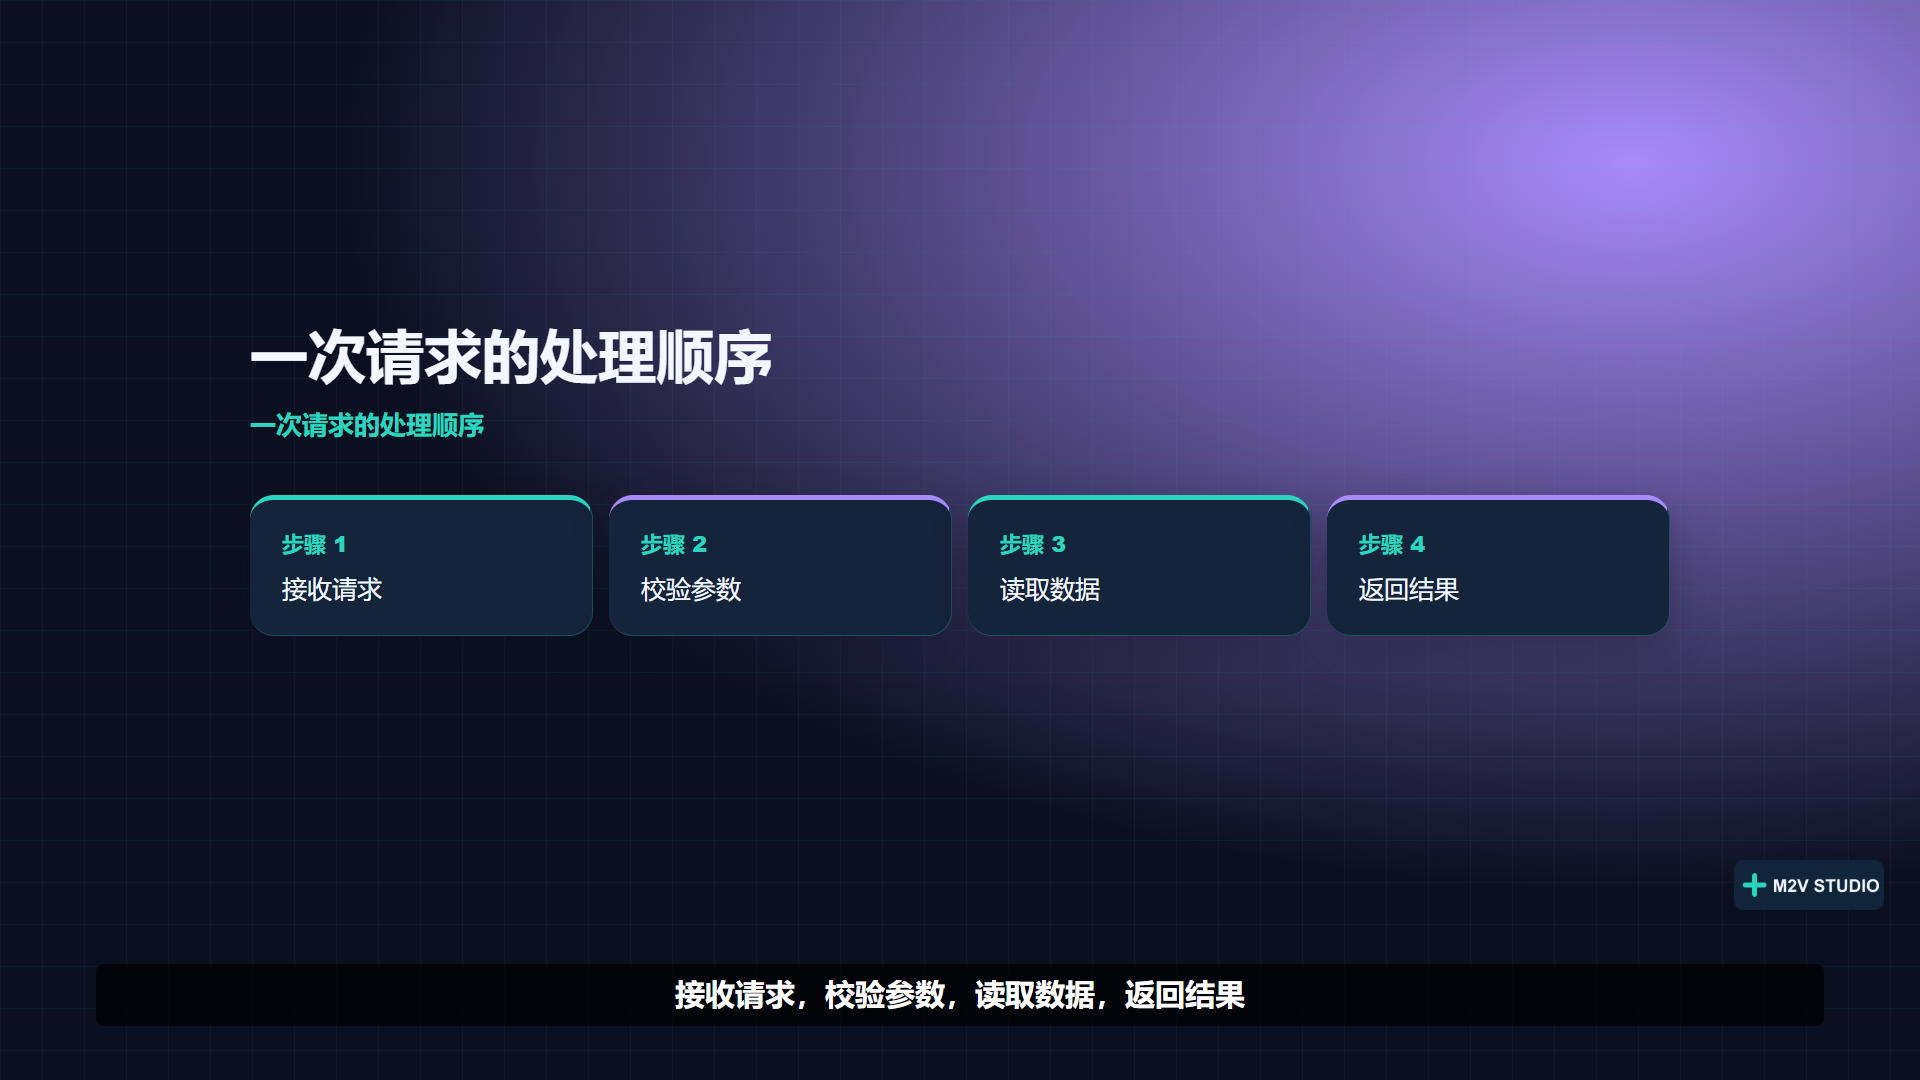 一次请求的处理顺序
一次请求的处理顺序
步骤 1
接收请求
步骤 2
校验参数
步骤 3
读取数据
步骤 4
返回结果
M2V STUDIO
接收请求，校验参数，读取数据，返回结果